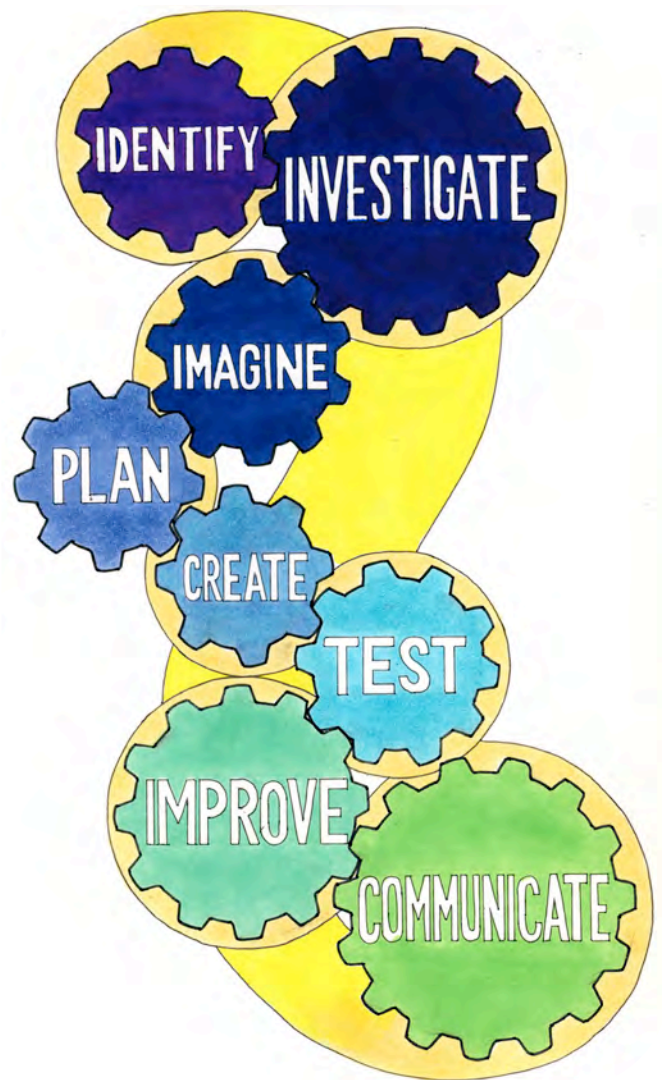 IDENTIFY
INVESTIGATE
IMAGINE
PLAN
CREATE
TEST
IMPROVE
COMMUNICATE